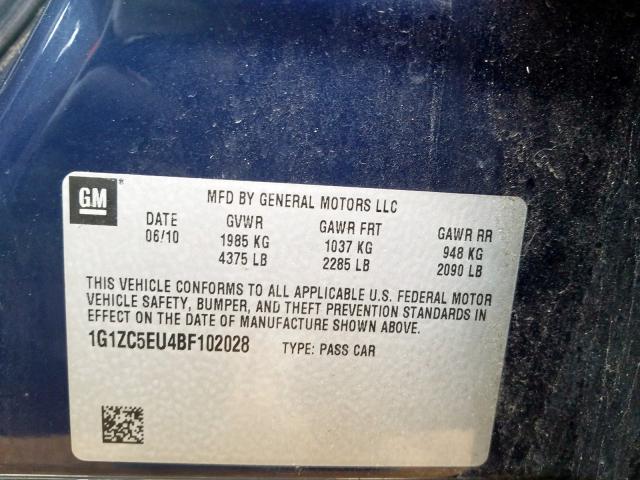 GM
MFD BY GENERAL MOTORS LLC
DATE GVWR GAWR FRT GAWR RR
06/10 1985 KG 1037 KG 948 KG
4375 LB 2285 LB 2090 LB
THIS VEHICLE CONFORMS TO ALL APPLICABLE U.S. FEDERAL MOTOR
VEHICLE SAFETY, BUMPER, AND THEFT PREVENTION STANDARDS IN
EFFECT ON THE DATE OF MANUFACTURE SHOWN ABOVE.
1G1ZC5EU4BF102028 TYPE: PASS CAR